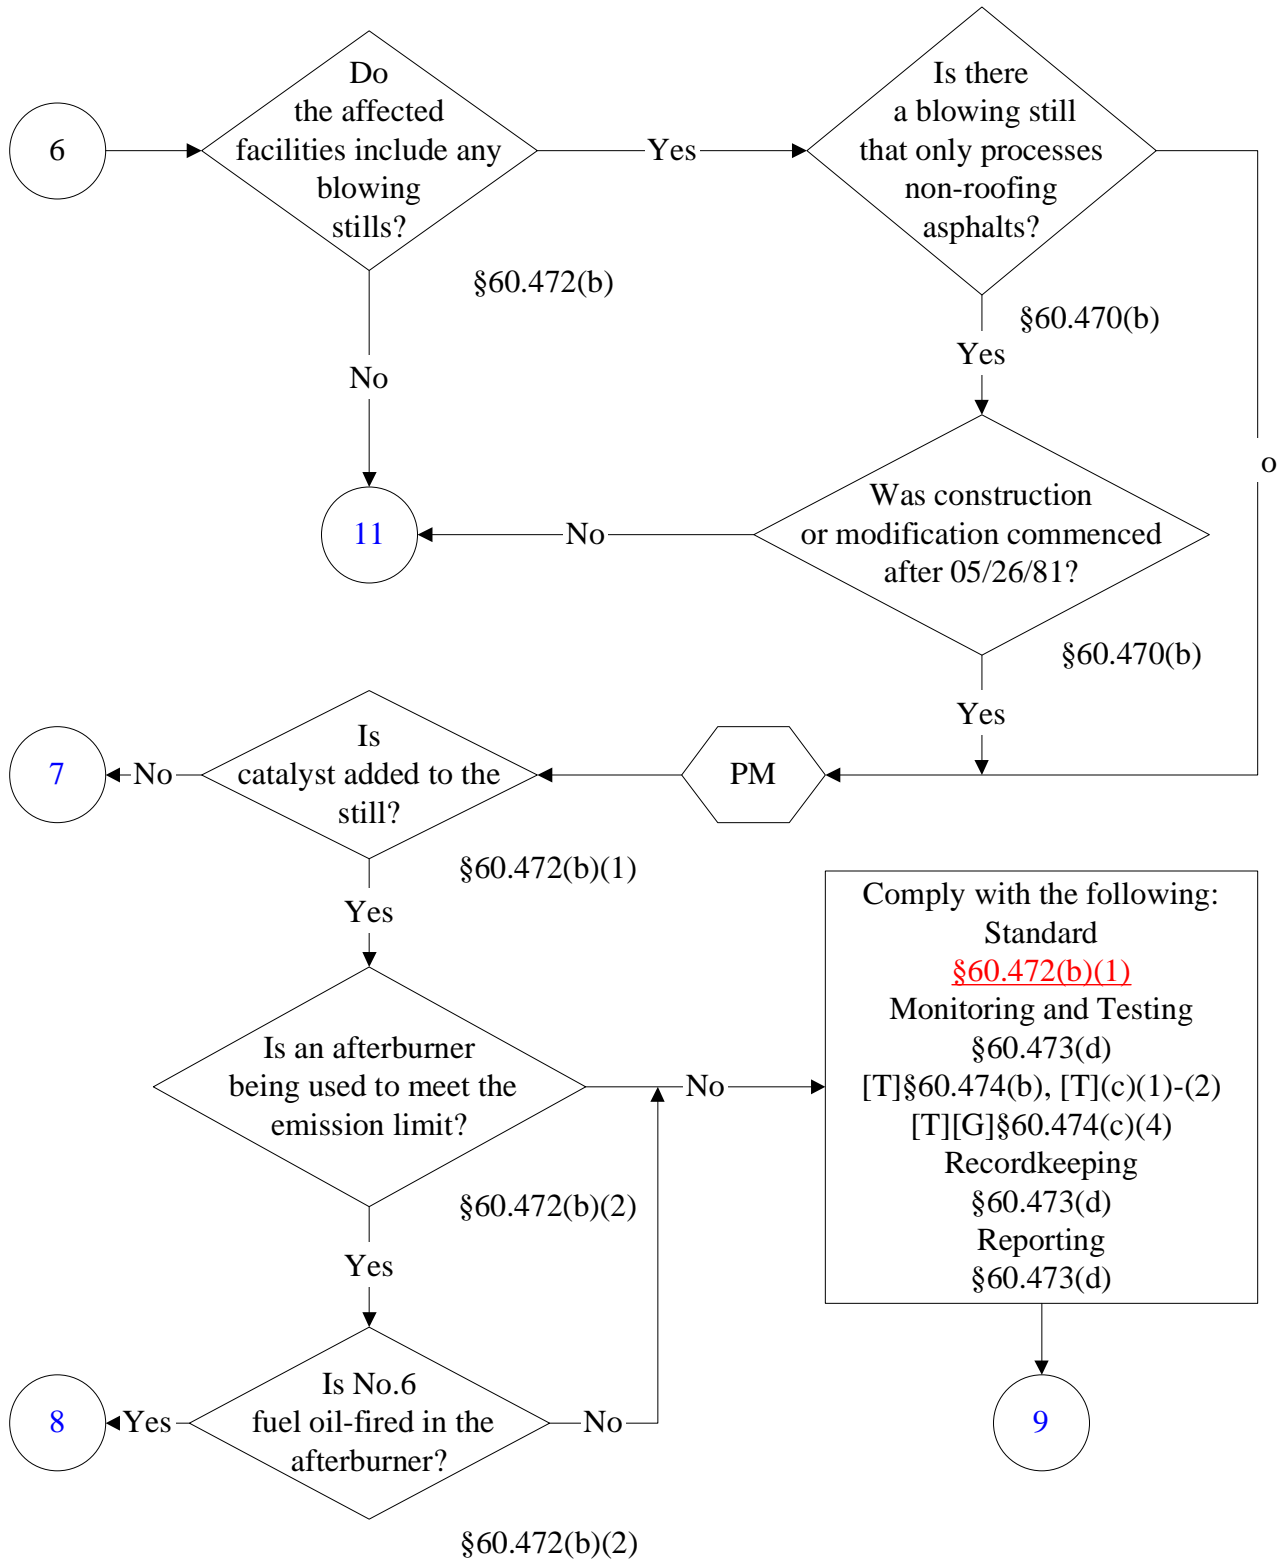 6
Do
the affected
facilities include any
blowing
stills?
§60.472(b)
Yes
Is there
a blowing still
that only processes
non-roofing
asphalts?
§60.470(b)
Yes
o
No
11
No
Was construction
or modification commenced
after 05/26/81?
§60.470(b)
Yes
7
No
Is
catalyst added to the
still?
§60.472(b)(1)
PM
Yes
Is an afterburner
being used to meet the
emission limit?
§60.472(b)(2)
No
Comply with the following:
Standard
§60.472(b)(1)
Monitoring and Testing
§60.473(d)
[T]§60.474(b), [T](c)(1)-(2)
[T][G]§60.474(c)(4)
Recordkeeping
§60.473(d)
Reporting
§60.473(d)
Yes
8
Yes
Is No.6
fuel oil-fired in the
afterburner?
No
§60.472(b)(2)
9